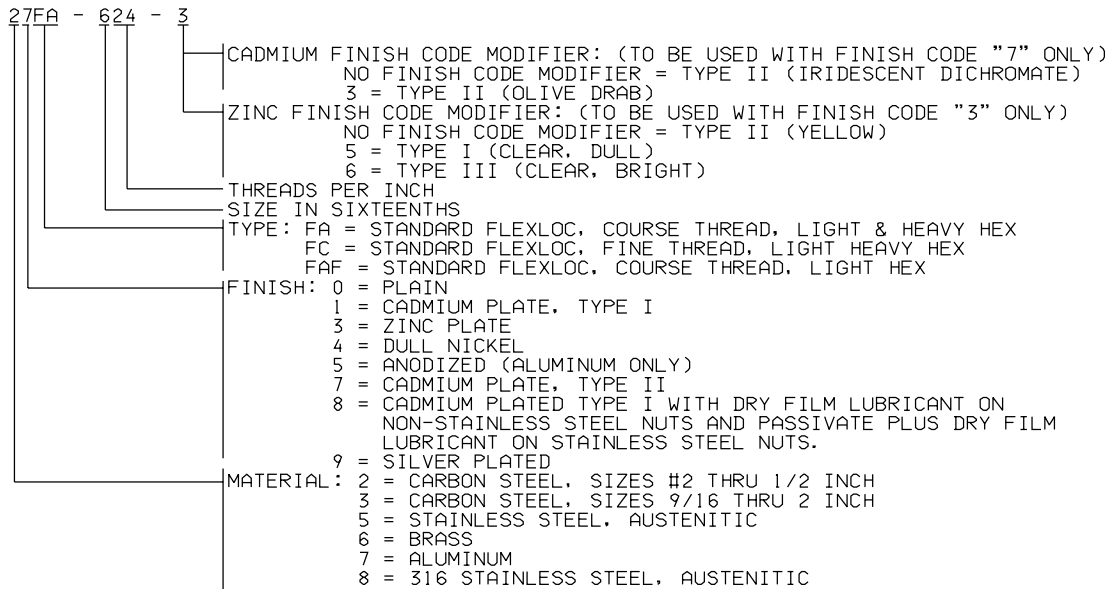 27FA - 624 - 3
CADMIUM FINISH CODE MODIFIER: (TO BE USED WITH FINISH CODE "7" ONLY)
NO FINISH CODE MODIFIER = TYPE II (IRIDESCENT DICHROMATE)
3 = TYPE II (OLIVE DRAB)
ZINC FINISH CODE MODIFIER: (TO BE USED WITH FINISH CODE "3" ONLY)
NO FINISH CODE MODIFIER = TYPE II (YELLOW)
5 = TYPE I (CLEAR, DULL)
6 = TYPE III (CLEAR, BRIGHT)
THREADS PER INCH
SIZE IN SIXTEENTHS
TYPE: FA = STANDARD FLEXLOC, COURSE THREAD, LIGHT & HEAVY HEX
FC = STANDARD FLEXLOC, FINE THREAD, LIGHT HEAVY HEX
FAF = STANDARD FLEXLOC, COURSE THREAD, LIGHT HEX
FINISH: 0 = PLAIN
1 = CADMIUM PLATE, TYPE I
3 = ZINC PLATE
4 = DULL NICKEL
5 = ANODIZED (ALUMINUM ONLY)
7 = CADMIUM PLATE, TYPE II
8 = CADMIUM PLATED TYPE I WITH DRY FILM LUBRICANT ON
NON-STAINLESS STEEL NUTS AND PASSIVATE PLUS DRY FILM
LUBRICANT ON STAINLESS STEEL NUTS.
9 = SILVER PLATED
MATERIAL: 2 = CARBON STEEL, SIZES #2 THRU 1/2 INCH
3 = CARBON STEEL, SIZES 9/16 THRU 2 INCH
5 = STAINLESS STEEL, AUSTENITIC
6 = BRASS
7 = ALUMINUM
8 = 316 STAINLESS STEEL, AUSTENITIC